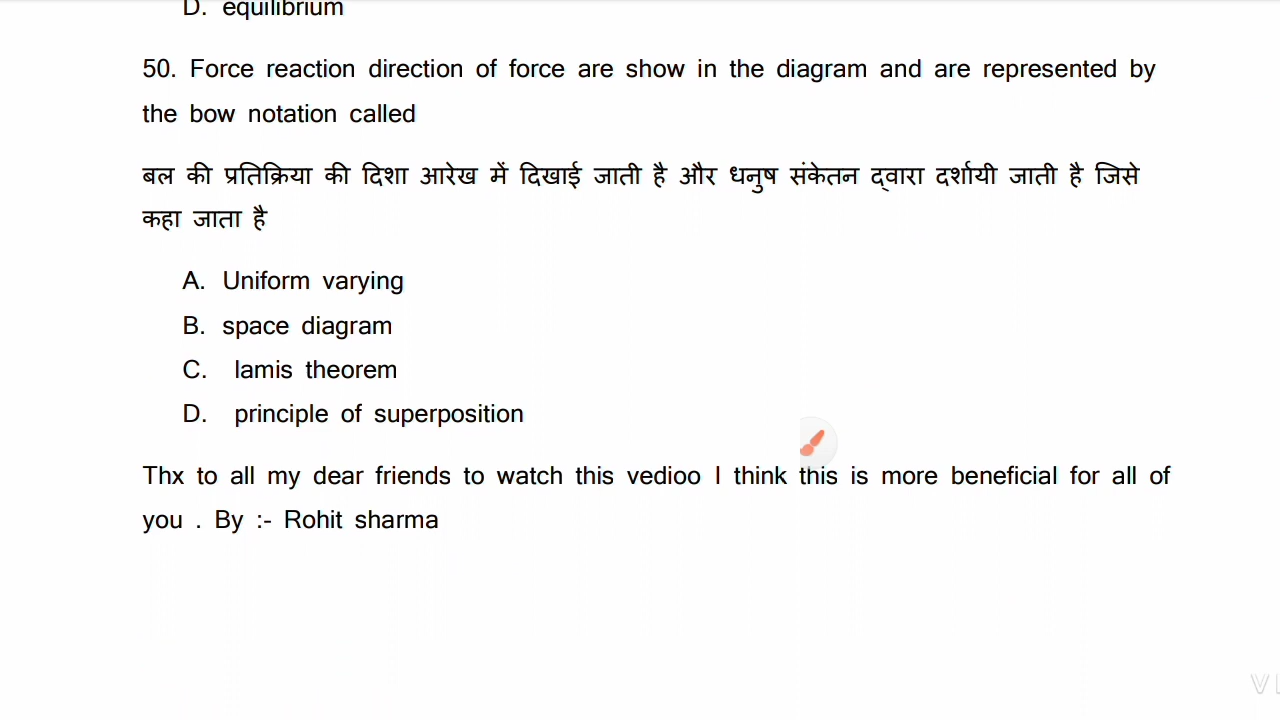 D. equilibrium
50. Force reaction direction of force are show in the diagram and are represented by
the bow notation called
बल की प्रतिक्रिया की दिशा आरेख में दिखाई जाती है और धनुष संकेतन द्वारा दर्शायी जाती है जिसे
कहा जाता है
A. Uniform varying
B. space diagram
C. lamis theorem
D. principle of superposition
Thx to all my dear friends to watch this vedioo I think this is more beneficial for all of
you . By :- Rohit sharma